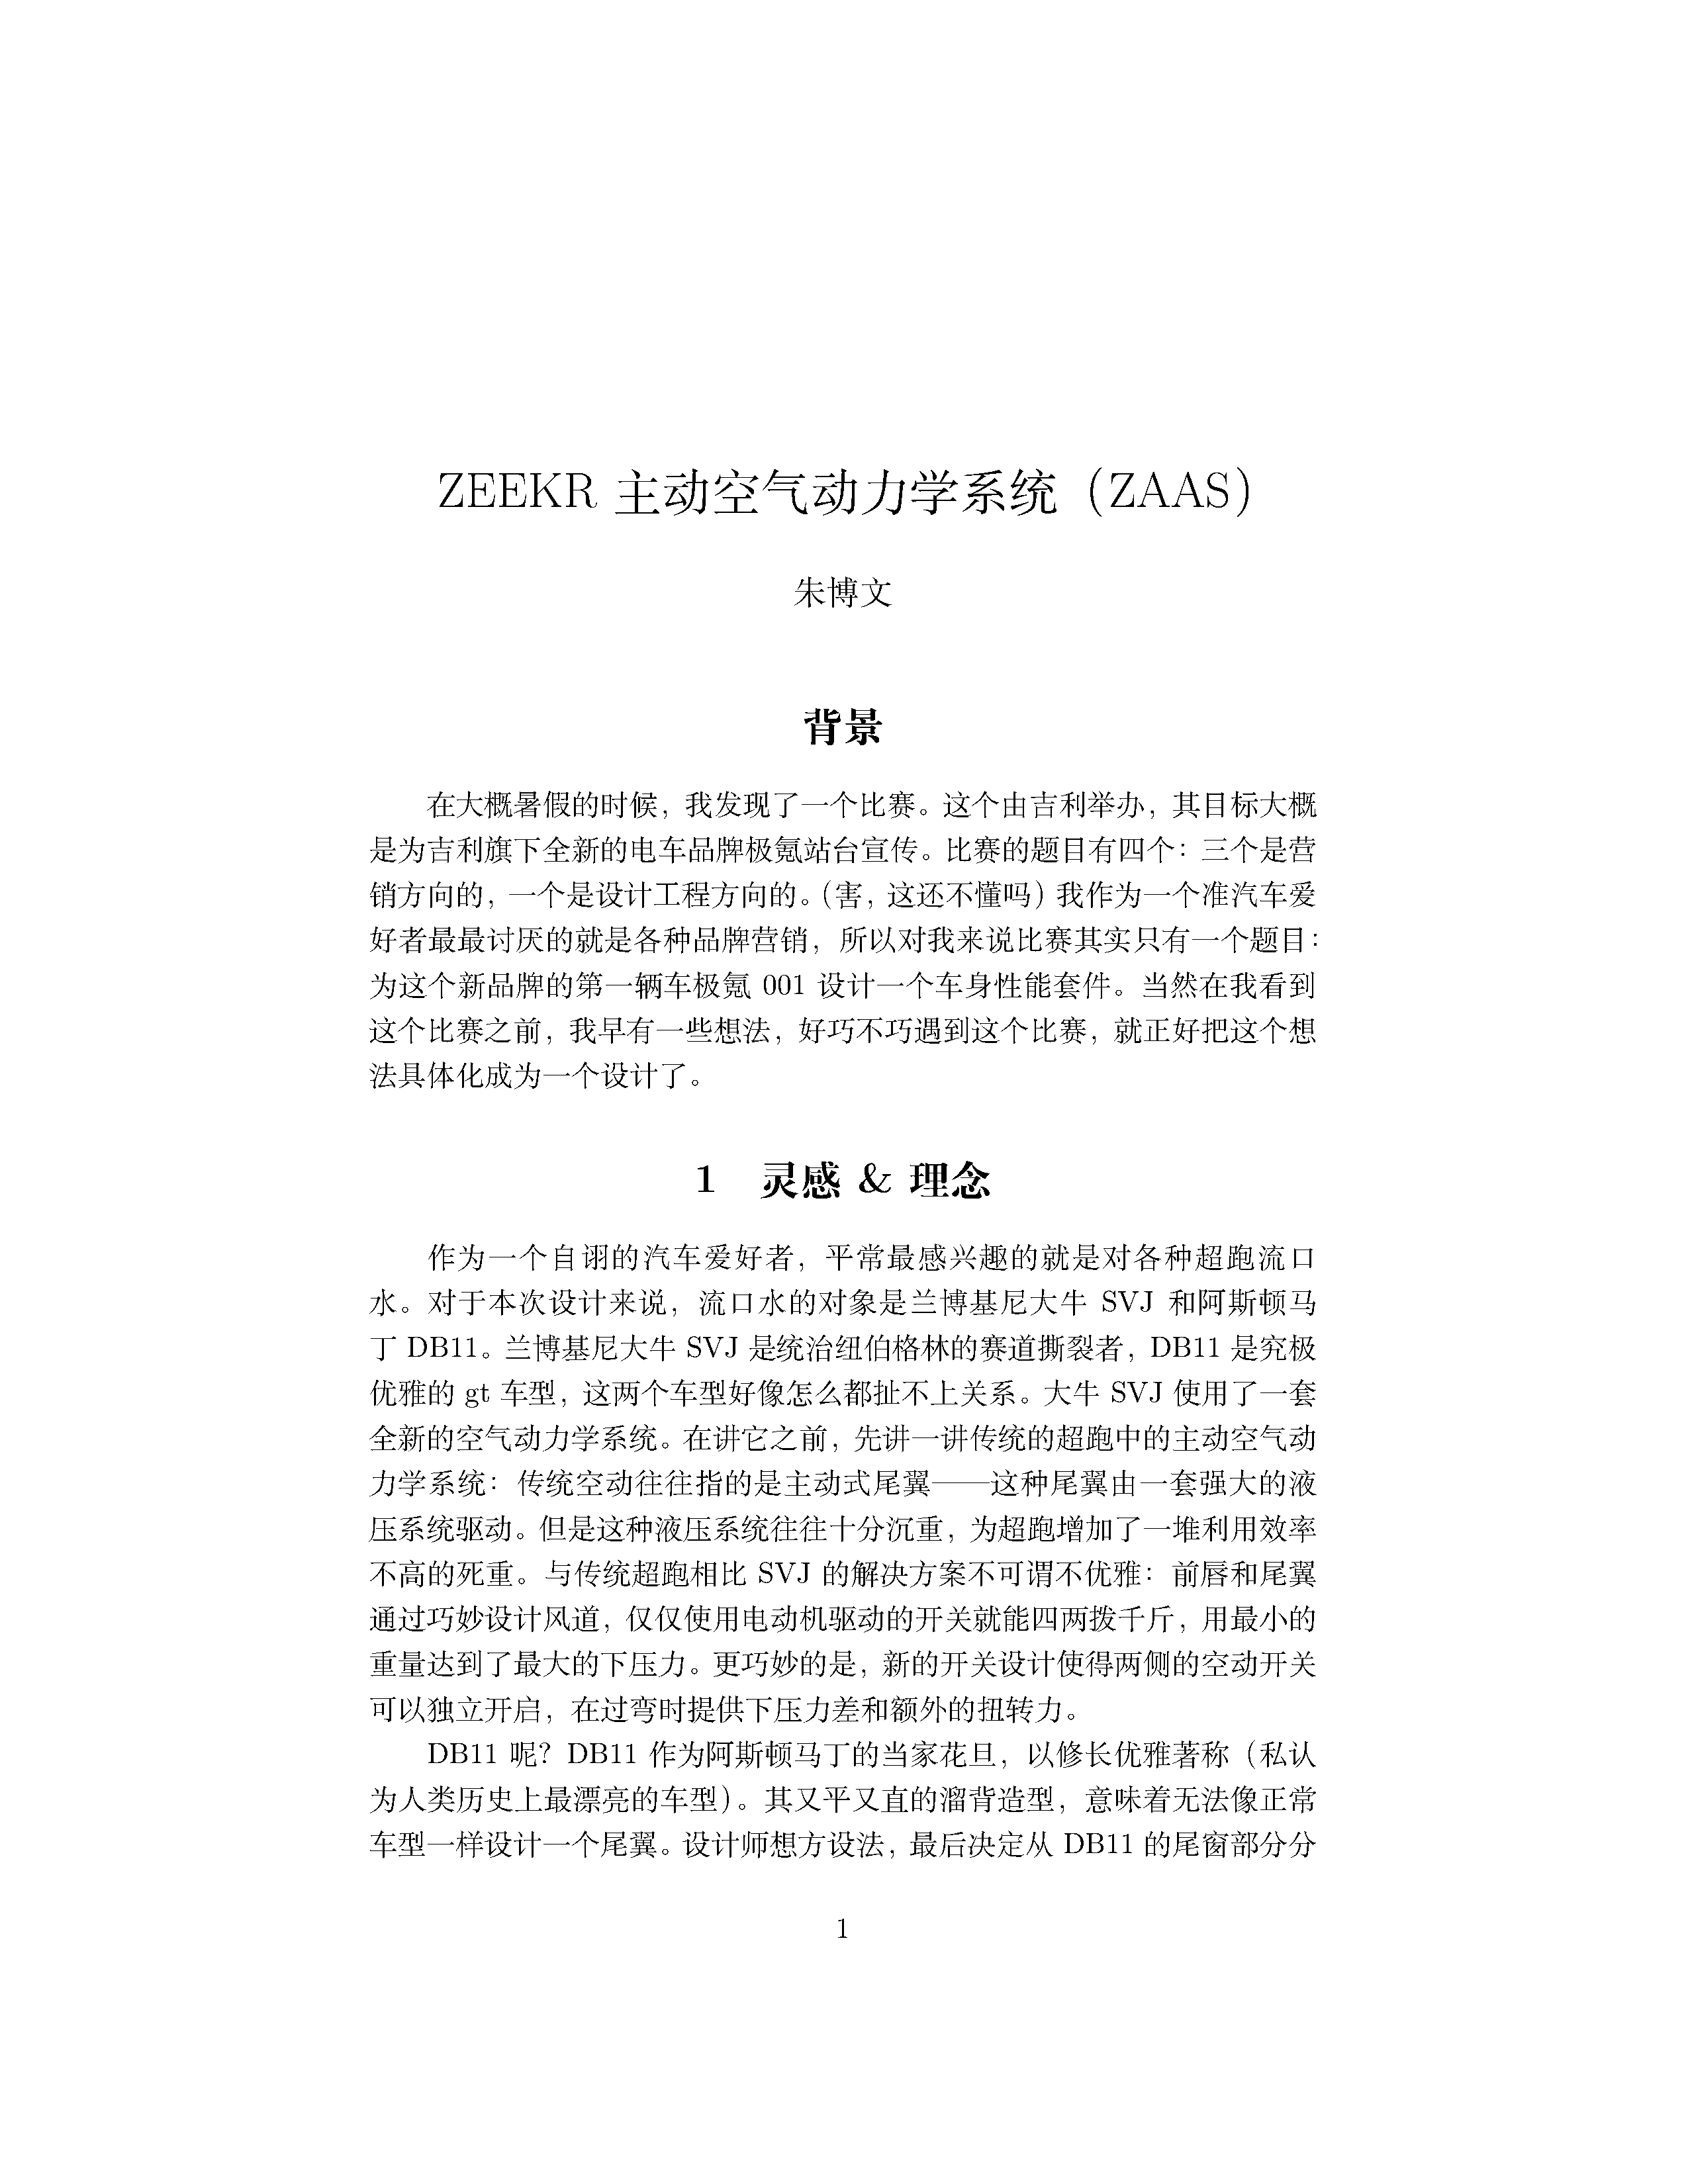 ZEEKR 主动空气动力学系统（ZAAS）
朱博文
背景
在大概暑假的时候，我发现了一个比赛。这个由吉利举办，其目标大概
是为吉利旗下全新的电车品牌极氪站台宣传。比赛的题目有四个：三个是营
销方向的，一个是设计工程方向的。（害，这还不懂吗）我作为一个准汽车爱
好者最最讨厌的就是各种品牌营销，所以对我来说比赛其实只有一个题目：
为这个新品牌的第一辆车极氪 001 设计一个车身性能套件。当然在我看到
这个比赛之前，我早有一些想法，好巧不巧遇到这个比赛，就正好把这个想
法具体化成为一个设计了。
1 灵感 & 理念
作为一个自诩的汽车爱好者，平常最感兴趣的就是对各种超跑流口
水。对于本次设计来说，流口水的对象是兰博基尼大牛 SVJ 和阿斯顿马
丁 DB11。兰博基尼大牛 SVJ 是统治纽伯格林的赛道撕裂者，DB11 是究极
优雅的 gt 车型，这两个车型好像怎么都扯不上关系。大牛 SVJ 使用了一套
全新的空气动力学系统。在讲它之前，先讲一讲传统的超跑中的主动空气动
力学系统：传统空动往往指的是主动式尾翼——这种尾翼由一套强大的液
压系统驱动。但是这种液压系统往往十分沉重，为超跑增加了一堆利用效率
不高的死重。与传统超跑相比 SVJ 的解决方案不可谓不优雅：前唇和尾翼
通过巧妙设计风道，仅仅使用电动机驱动的开关就能四两拨千斤，用最小的
重量达到了最大的下压力。更巧妙的是，新的开关设计使得两侧的空动开关
可以独立开启，在过弯时提供下压力差和额外的扭转力。
DB11 呢？DB11 作为阿斯顿马丁的当家花旦，以修长优雅著称（私认
为人类历史上最漂亮的车型）。其又平又直的溜背造型，意味着无法像正常
车型一样设计一个尾翼。设计师想方设法，最后决定从 DB11 的尾窗部分分
1